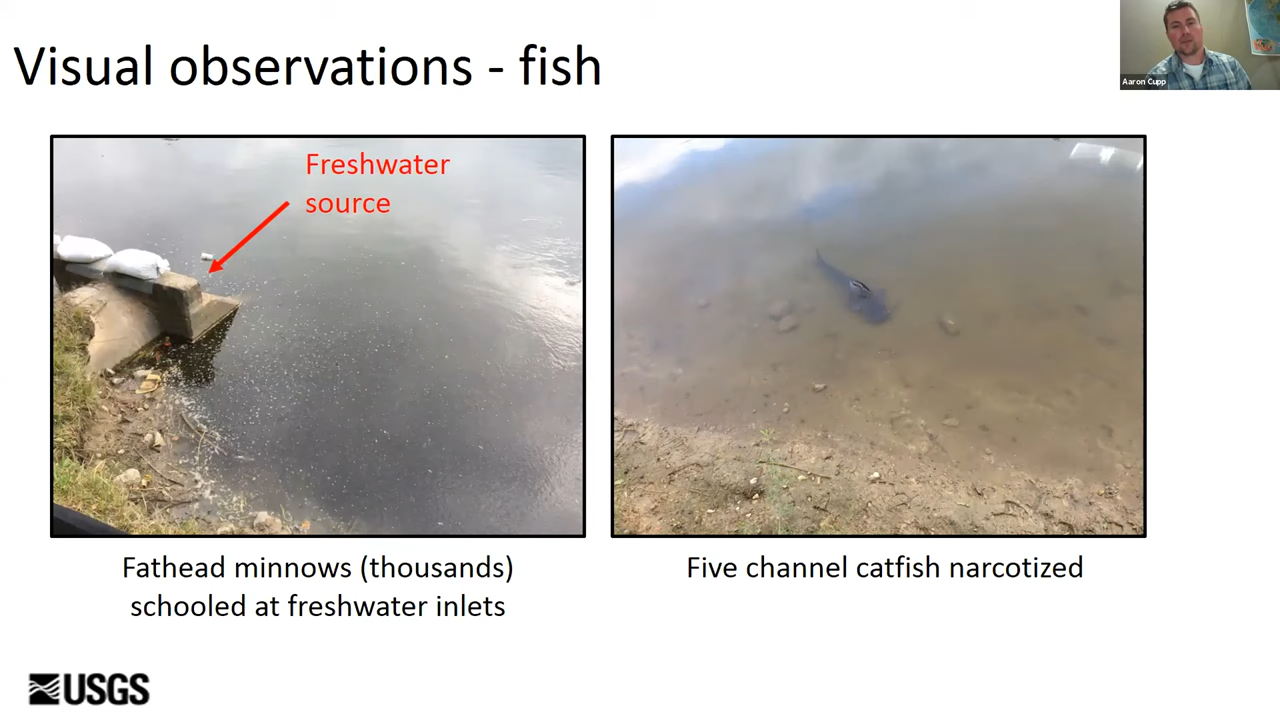 Visual observations - fish
Aaron Cupp
Freshwater
source
Fathead minnows (thousands)
schooled at freshwater inlets
Five channel catfish narcotized
USGS